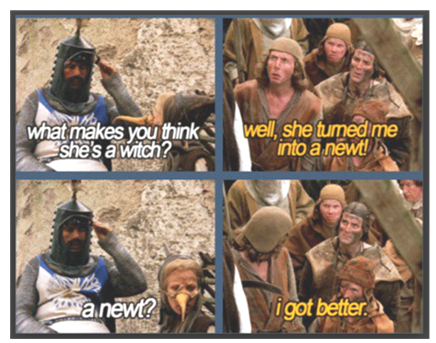 what makes you think
she's a witch?
well, she turned me
into a newt!
a newt?
i got better.